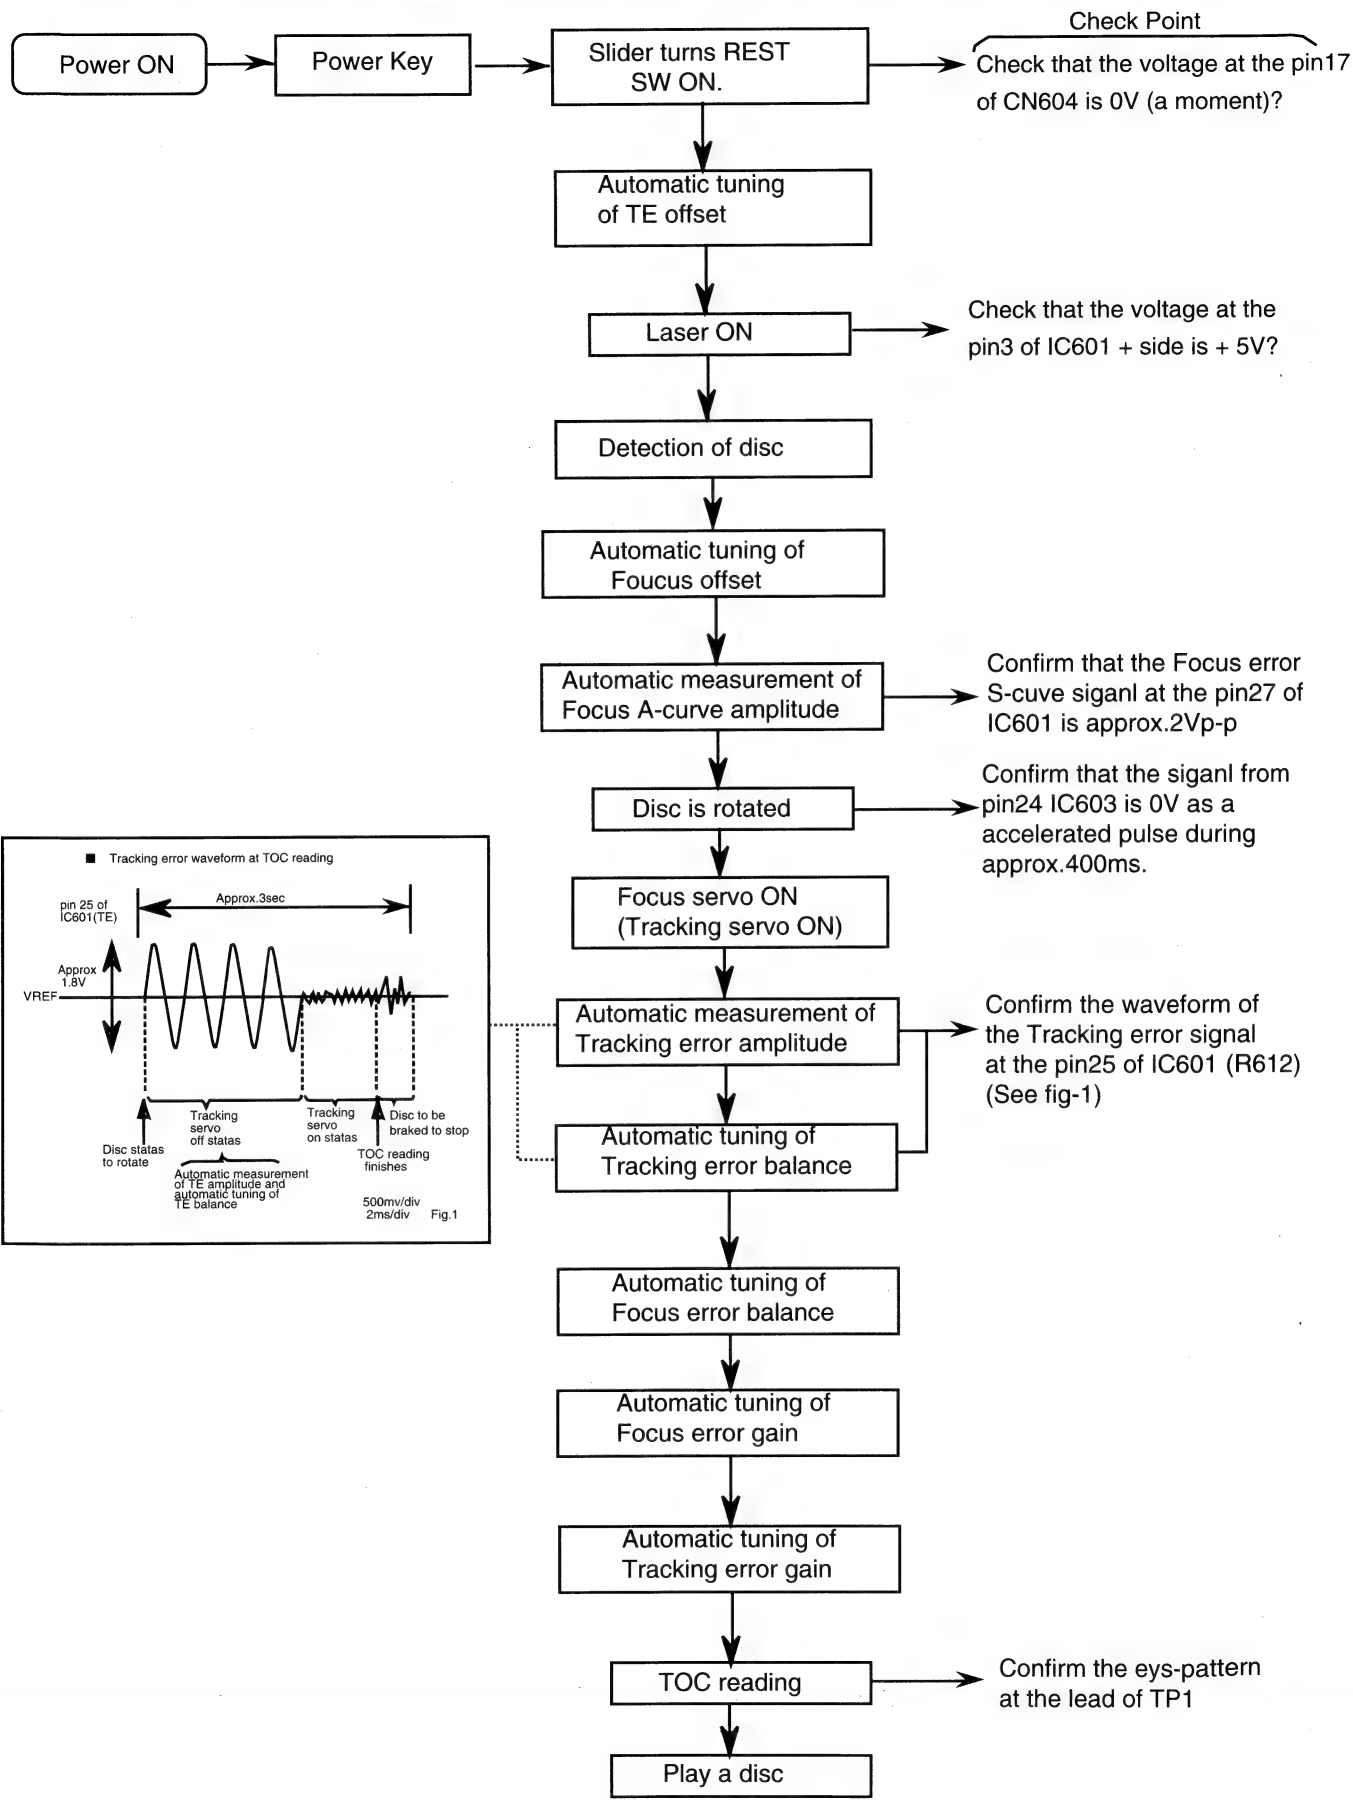 Check Point
Power ON
Power Key
Slider turns REST
SW ON.
Check that the voltage at the pin17
of CN604 is 0V (a moment)?
Automatic tuning
of TE offset
Laser ON
Check that the voltage at the
pin3 of IC601 + side is + 5V?
Detection of disc
Automatic tuning of
Foucus offset
Automatic measurement of
Focus A-curve amplitude
Confirm that the Focus error
S-cuve siganl at the pin27 of
IC601 is approx.2Vp-p
Disc is rotated
Confirm that the siganl from
pin24 IC603 is 0V as a
accelerated pulse during
approx.400ms.
Focus servo ON
(Tracking servo ON)
■ Tracking error waveform at TOC reading
Approx.3sec
pin 25 of
IC601(TE)
Approx
1.8V
VREF
Tracking
servo
off statas
Tracking
servo
on statas
Disc to be
braked to stop
Disc statas
to rotate
TOC reading
finishes
Automatic measurement
of TE amplitude and
automatic tuning of
TE balance
500mv/div
2ms/div
Fig.1
Automatic measurement of
Tracking error amplitude
Confirm the waveform of
the Tracking error signal
at the pin25 of IC601 (R612)
(See fig-1)
Automatic tuning of
Tracking error balance
Automatic tuning of
Focus error balance
Automatic tuning of
Focus error gain
Automatic tuning of
Tracking error gain
TOC reading
Confirm the eys-pattern
at the lead of TP1
Play a disc